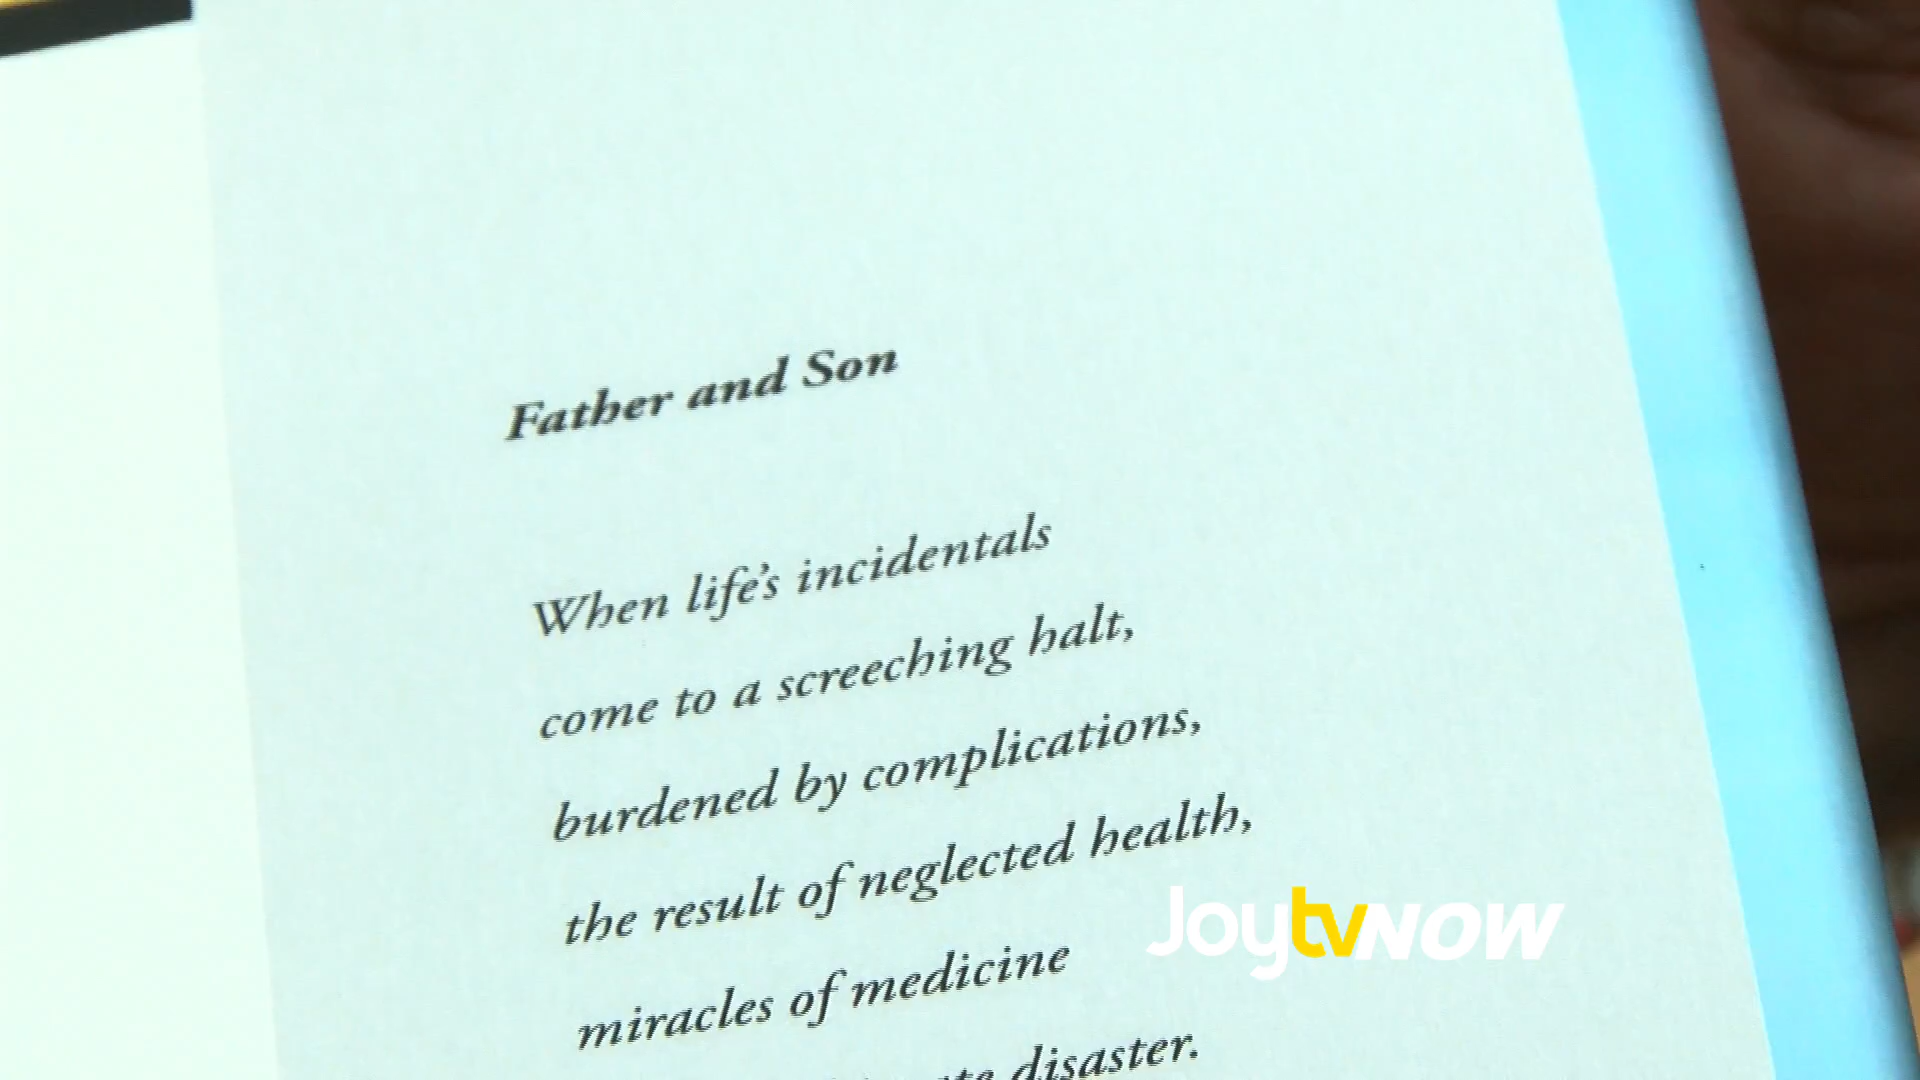 Father and Son
When life's incidentals
come to a screeching halt,
burdened by complications,
the result of neglected health,
miracles of medicine
disaster.
JoytvNOW